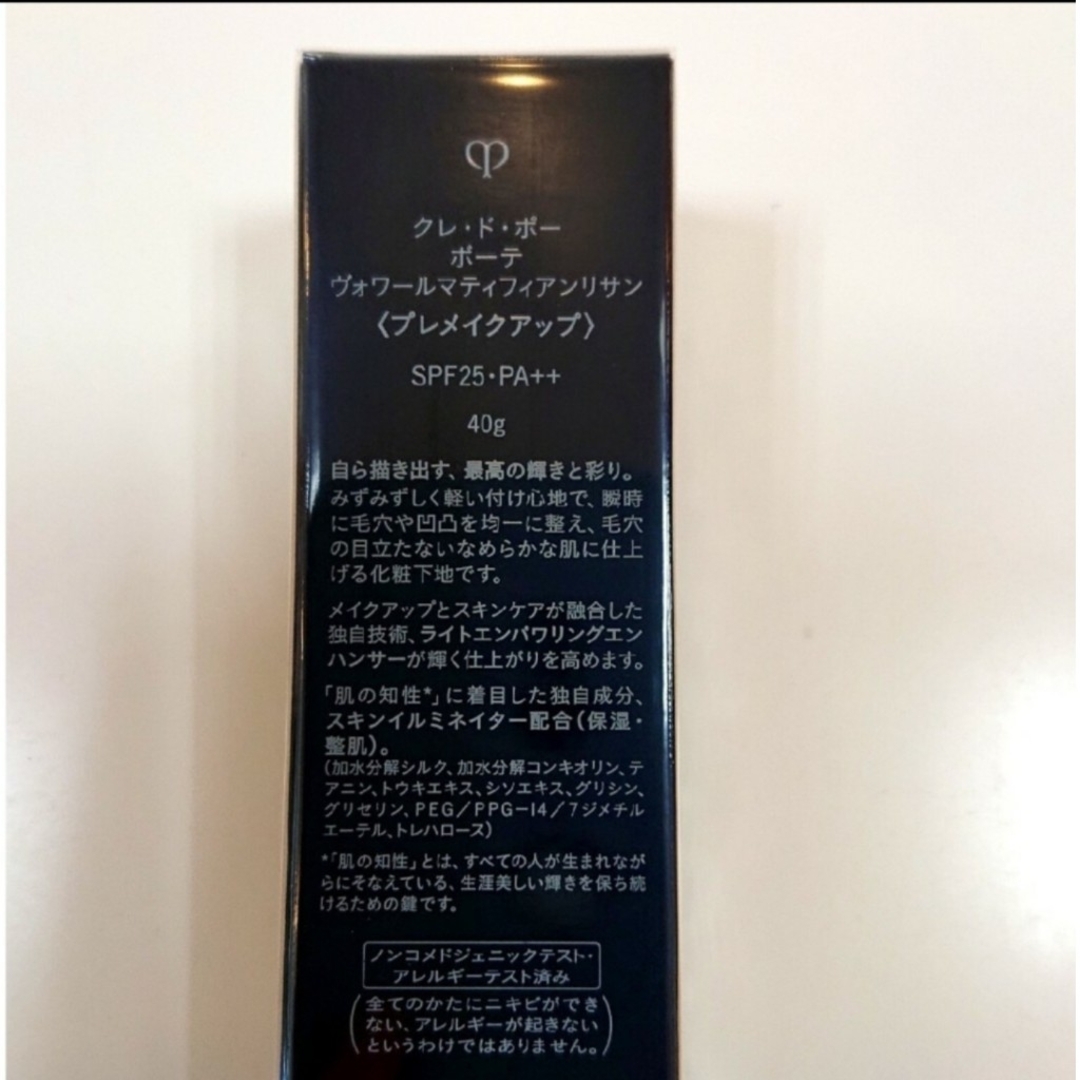 クレ・ド・ポー
ボーテ
ヴォワールマティフィアンリサン
〈プレメイクアップ〉
SPF25・PA++
40g
自ら描き出す、最高の輝きと彩り。
みずみずしく軽い付け心地で、瞬時
に毛穴や凹凸を均一に整え、毛穴
の目立たないなめらかな肌に仕上
げる化粧下地です。
メイクアップとスキンケアが融合した
独自技術、ライトエンパワリングエン
ハンサーが輝く仕上がりを高めます。
「肌の知性*」に着目した独自成分、
スキンイルミネイター配合(保湿・
整肌)。
(加水分解シルク、加水分解コンキオリン、テ
アニン、トウキエキス、シソエキス、グリシン、
グリセリン、PEG/PPG-14/7ジメチル
エーテル、トレハロース)
*「肌の知性」とは、すべての人が生まれなが
らにそなえている、生涯美しい輝きを保ち続
けるための鍵です。
ノンコメドジェニックテスト・
アレルギーテスト済み
(全てのかたにニキビができ
ない、アレルギーが起きない
というわけではありません。)